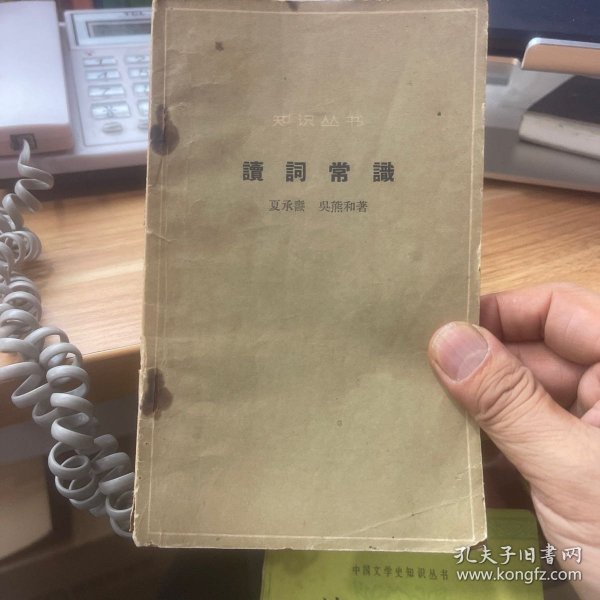 知识丛书
讀詞常識
夏承燾 吳熊和著
中国文学史知识丛书
孔夫子旧书网
www.kongfz.com